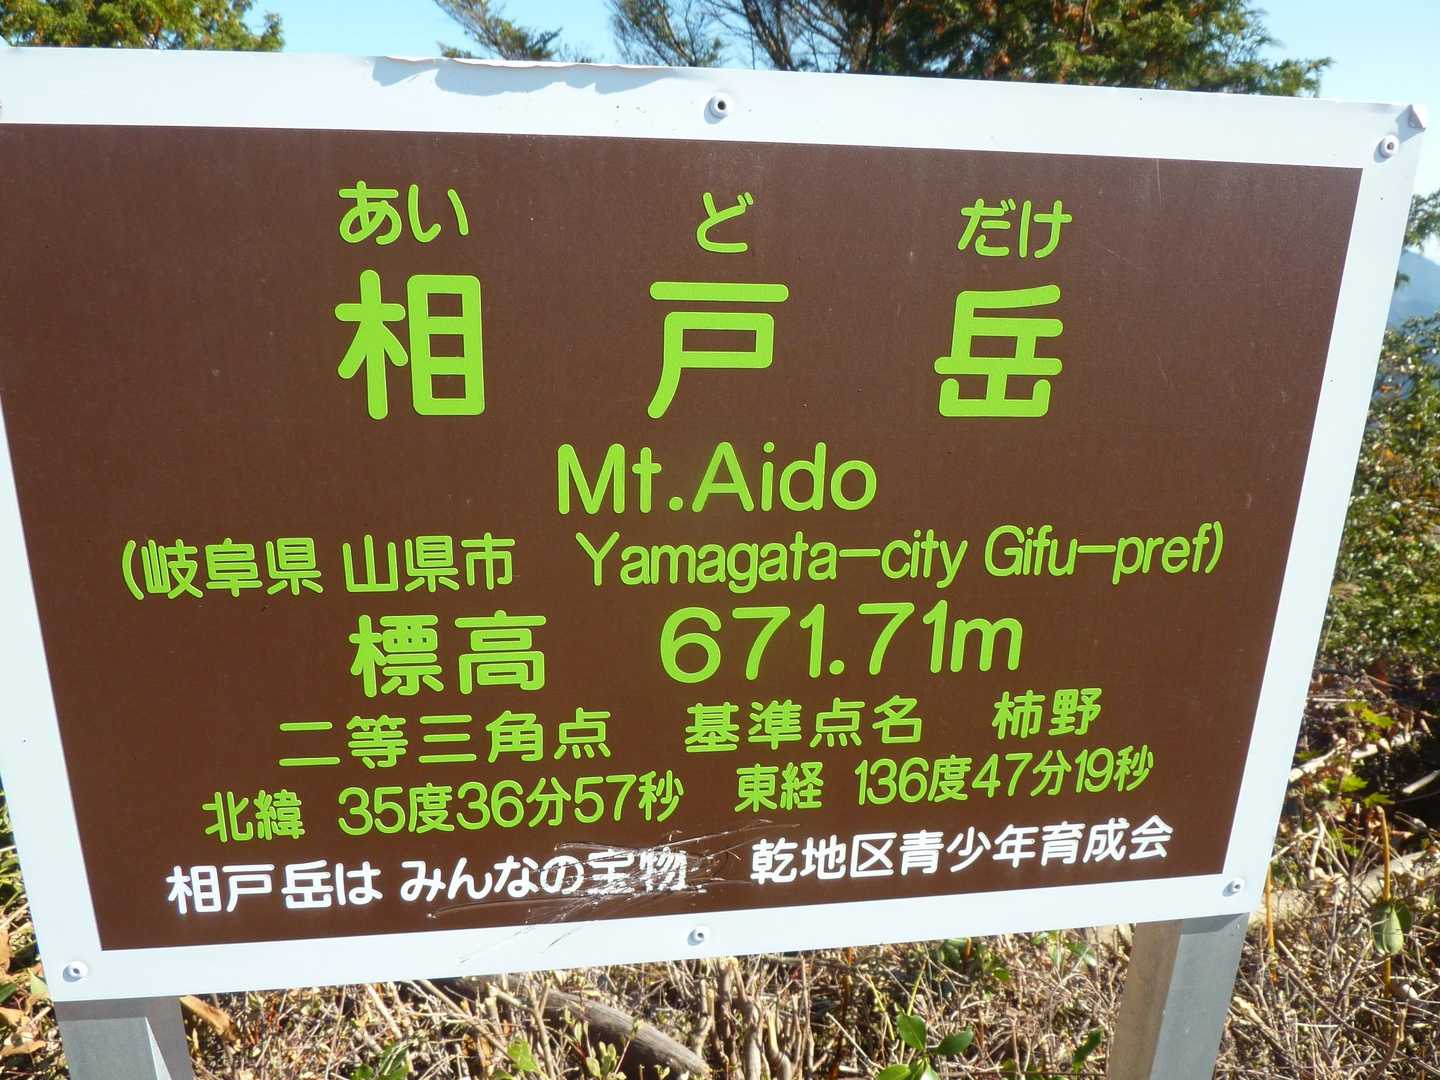 あい ど だけ
相戸岳
Mt.Aido
(岐阜県 山県市 Yamagata-city Gifu-pref)
標高 671.71m
二等三角点 基準点名 柿野
北緯 35度36分57秒 東経 136度47分19秒
相戸岳は みんなの宝物 乾地区青少年育成会